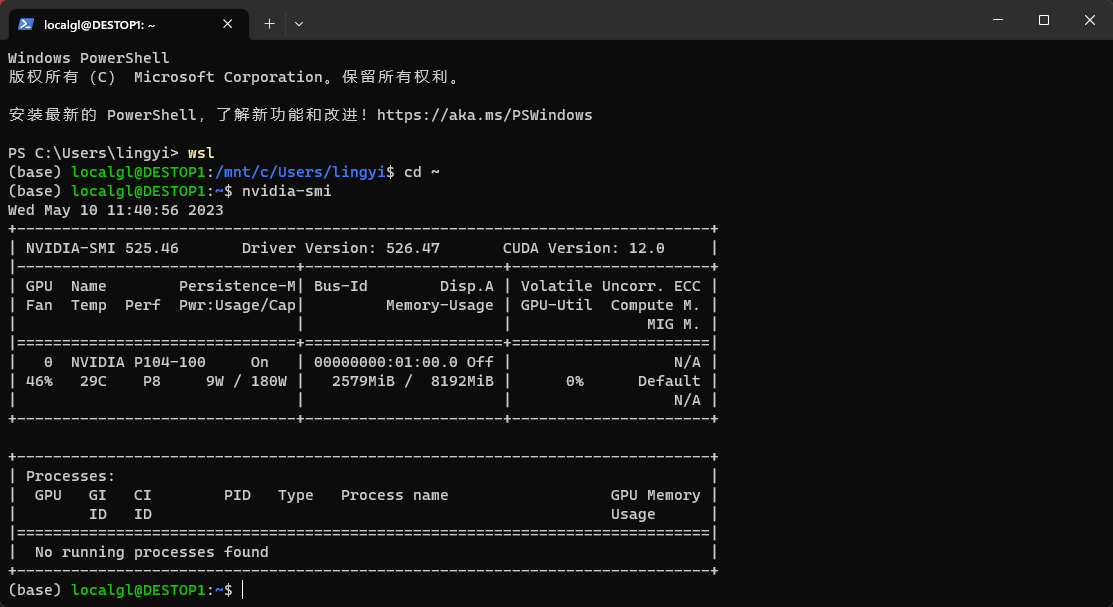 localgl@DESTOP1: ~
Windows PowerShell
版权所有 (C)  Microsoft Corporation。保留所有权利。
安装最新的 PowerShell，了解新功能和改进！https://aka.ms/PSWindows
PS C:\Users\lingyi> wsl
(base) localgl@DESTOP1:/mnt/c/Users/lingyi$ cd ~
(base) localgl@DESTOP1:~$ nvidia-smi
Wed May 10 11:40:56 2023
+-----------------------------------------------------------------------------+
| NVIDIA-SMI 525.46       Driver Version: 526.47       CUDA Version: 12.0     |
|-------------------------------+----------------------+----------------------+
| GPU  Name        Persistence-M| Bus-Id        Disp.A | Volatile Uncorr. ECC |
| Fan  Temp  Perf  Pwr:Usage/Cap|         Memory-Usage | GPU-Util  Compute M. |
|                               |                      |               MIG M. |
|===============================+======================+======================|
|   0  NVIDIA P104-100     On   | 00000000:01:00.0 Off |                  N/A |
| 46%   29C    P8     9W / 180W |   2579MiB /  8192MiB |      0%      Default |
|                               |                      |                  N/A |
+-------------------------------+----------------------+----------------------+
+-----------------------------------------------------------------------------+
| Processes:                                                                  |
|  GPU   GI   CI        PID   Type   Process name                  GPU Memory |
|        ID   ID                                                   Usage      |
|=============================================================================|
|  No running processes found                                                 |
+-----------------------------------------------------------------------------+
(base) localgl@DESTOP1:~$